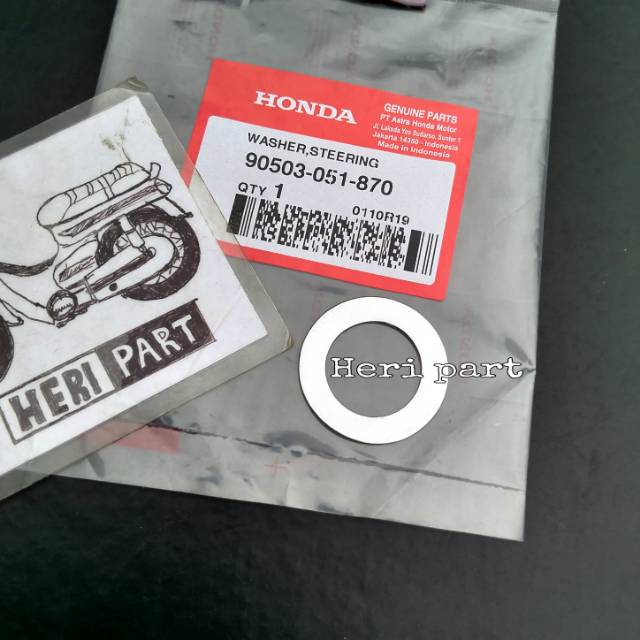 HONDA
GENUINE PARTS
PT Astra Honda Motor
Jl. Laksda Yos Sudarso, Sunter 1
Jakarta 14350 - Indonesia
Made in Indonesia
WASHER,STEERING
90503-051-870
QTY 1
0110R19
HERI PART
Heri part